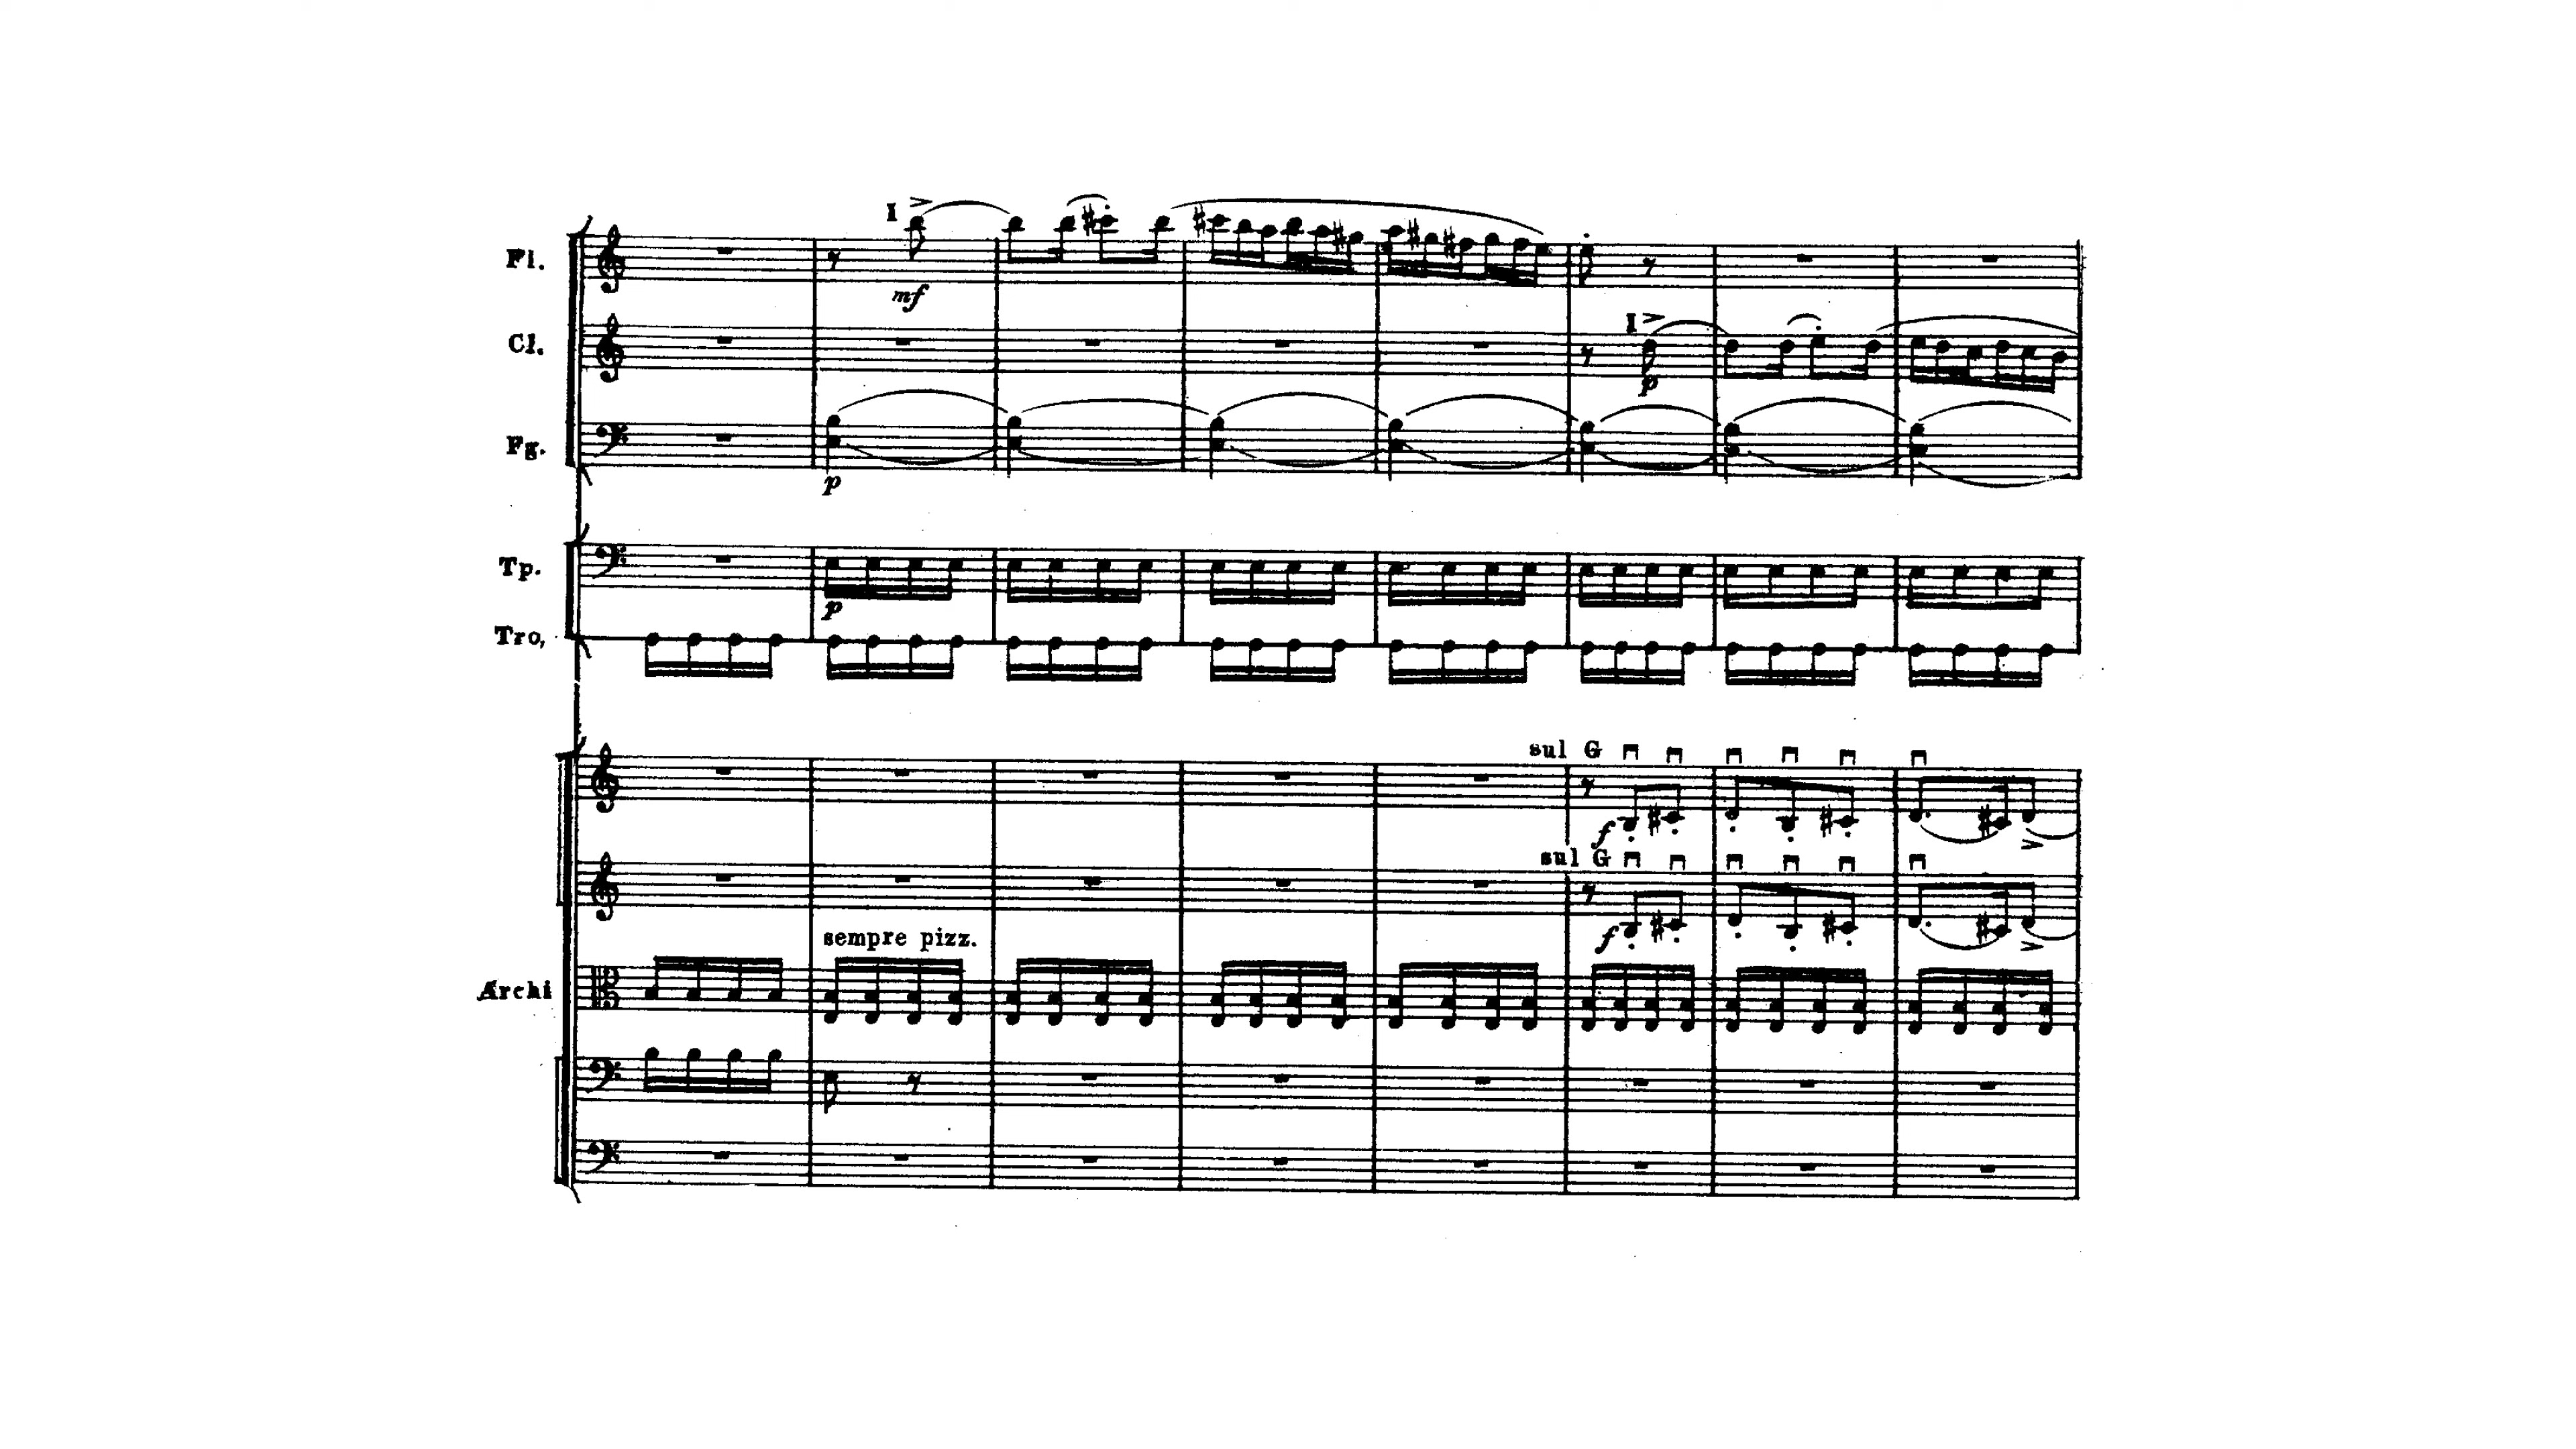 I
Fl.
mf
I
Cl.
p
Fg.
p
Tp.
p
Tro,
sul G
f
sul G
f
sempre pizz.
Archi